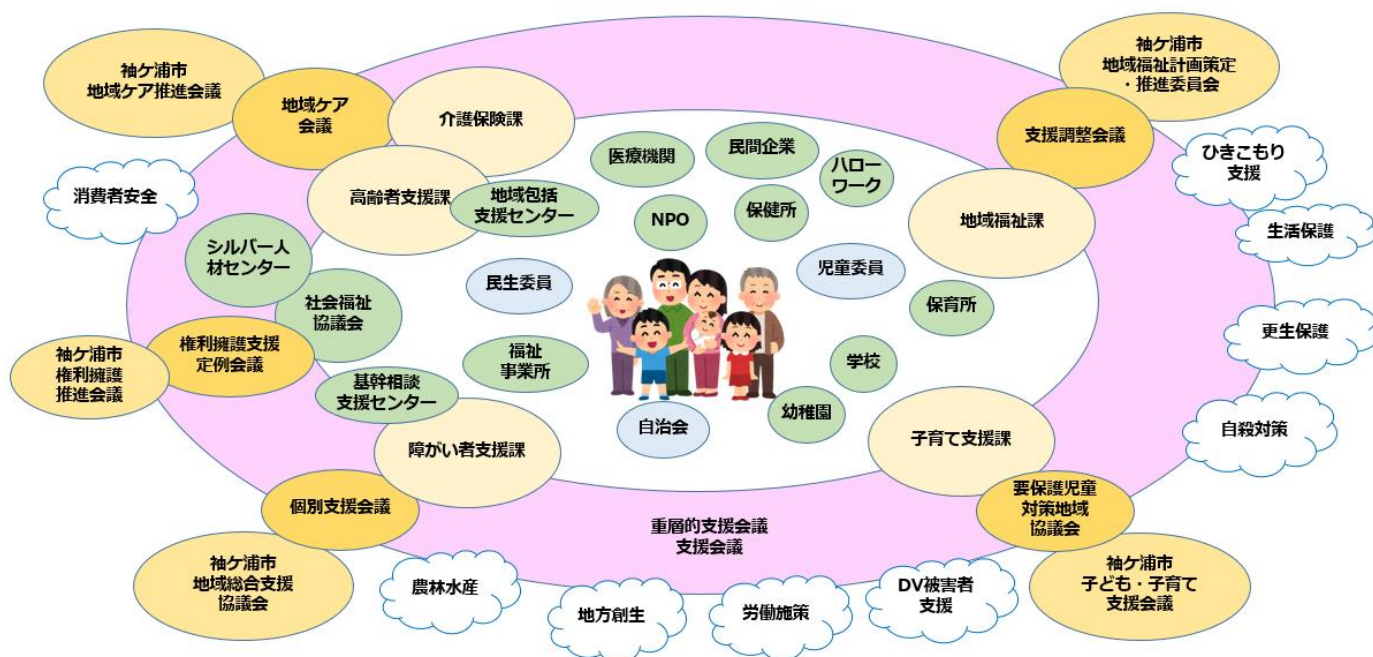 袖ケ浦市
地域ケア推進会議
地域ケア
会議
介護保険課
高齢者支援課
地域包括
支援センター
医療機関
民間企業
ハロー
ワーク
NPO
保健所
袖ケ浦市
地域福祉計画策定
・推進委員会
支援調整会議
地域福祉課
ひきこもり
支援
生活保護
更生保護
自殺対策
消費者安全
シルバー人
材センター
社会福祉
協議会
民生委員
児童委員
保育所
袖ケ浦市
権利擁護
推進会議
権利擁護支援
定例会議
基幹相談
支援センター
福祉
事業所
学校
幼稚園
自治会
障がい者支援課
子育て支援課
個別支援会議
要保護児童
対策地域
協議会
重層的支援会議
支援会議
袖ケ浦市
地域総合支援
協議会
農林水産
地方創生
労働施策
DV被害者
支援
袖ケ浦市
子ども・子育て
支援会議